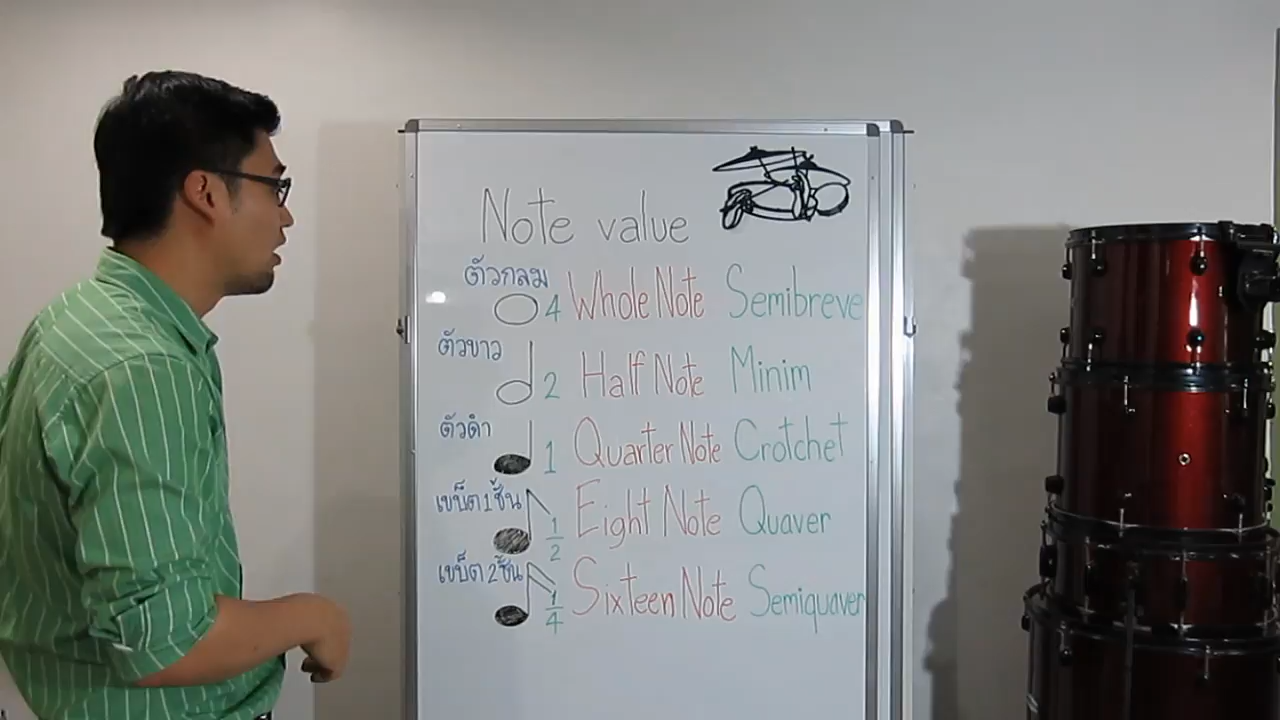 Note value
ตัวกลม
4 Whole Note Semibreve
ตัวขาว
2 Half Note Minim
ตัวดำ
1 Quarter Note Crotchet
เขบ็ต 1 ชั้น
1/2 Eight Note Quaver
เขบ็ต 2 ชั้น
1/4 Sixteen Note Semiquaver